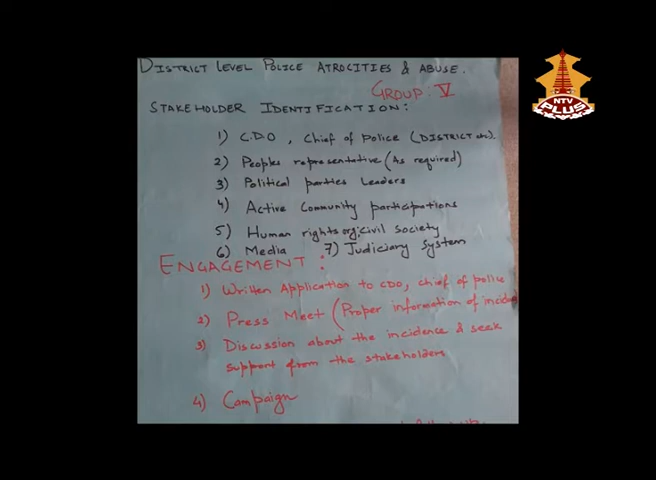 DISTRICT LEVEL POLICE ATROCITIES & ABUSE.
GROUP: V
STAKEHOLDER IDENTIFICATION:
1) C.D.O, Chief of Police (DISTRICT etc).
2) Peoples representative (As required)
3) Political parties Leaders
4) Active Community participations
5) Human rights org; civil society
6) Media 7) Judiciary System
ENGAGEMENT:
1) Written Application to CDO, Chief of police
2) Press Meet (Proper information of incide
3) Discussion about the incidence & seek
support from the stakeholders
4) Campaign
NTV
PLUS